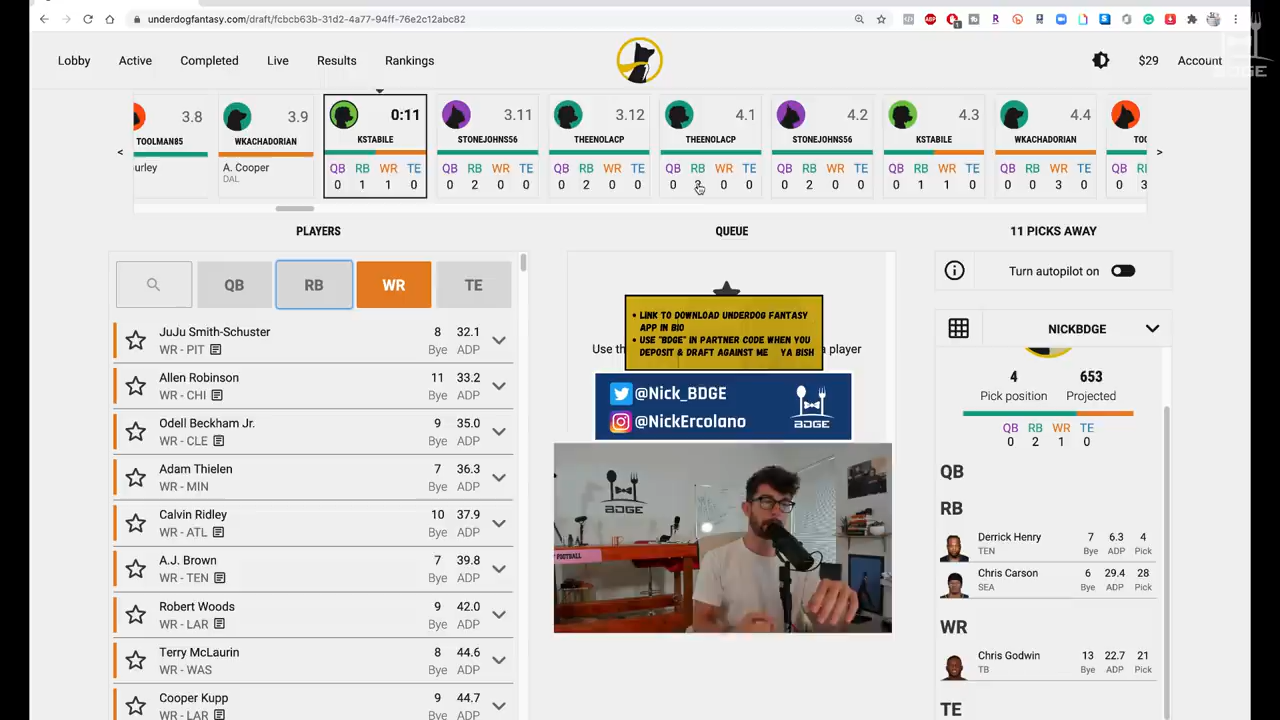 underdogfantasy.com/draft/fcbcb63b-31d2-4a77-94ff-76e2c12abc82
BDGE
Lobby Active Completed Live Results Rankings $29 Account
3.8
TOOLMAN85
urley
3.9
WKACHADORIAN
A. Cooper
DAL
0:11
KSTABILE
QB RB WR TE
0 1 1 0
3.11
STONEJOHNS56
QB RB WR TE
0 2 0 0
3.12
THEENOLACP
QB RB WR TE
0 2 0 0
4.1
THEENOLACP
QB RB WR TE
0 0 0
4.2
STONEJOHNS56
QB RB WR TE
0 2 0 0
4.3
KSTABILE
QB RB WR TE
0 1 1 0
4.4
WKACHADORIAN
QB RB WR TE
0 0 3 0
TOO
QB RB
0 3
< >
PLAYERS
QB RB WR TE
JuJu Smith-Schuster 8 32.1
WR - PIT Bye ADP
Allen Robinson 11 33.2
WR - CHI Bye ADP
Odell Beckham Jr. 9 35.0
WR - CLE Bye ADP
Adam Thielen 7 36.3
WR - MIN Bye ADP
Calvin Ridley 10 37.9
WR - ATL Bye ADP
A.J. Brown 7 39.8
WR - TEN Bye ADP
Robert Woods 9 42.0
WR - LAR Bye ADP
Terry McLaurin 8 44.6
WR - WAS Bye ADP
Cooper Kupp 9 44.7
WR - LAR Bye ADP
QUEUE
Use th
a player
• LINK TO DOWNLOAD UNDERDOG FANTASY
APP IN BIO
• USE "BDGE" IN PARTNER CODE WHEN YOU
DEPOSIT & DRAFT AGAINST ME YA BISH
@Nick_BDGE
@NickErcolano
BDGE
BDGE
FOOTBALL
11 PICKS AWAY
Turn autopilot on
NICKBDGE
4 653
Pick position Projected
QB RB WR TE
0 2 1 0
QB
RB
Derrick Henry 7 6.3 4
TEN Bye ADP Pick
Chris Carson 6 29.4 28
SEA Bye ADP Pick
WR
Chris Godwin 13 22.7 21
TB Bye ADP Pick
TE